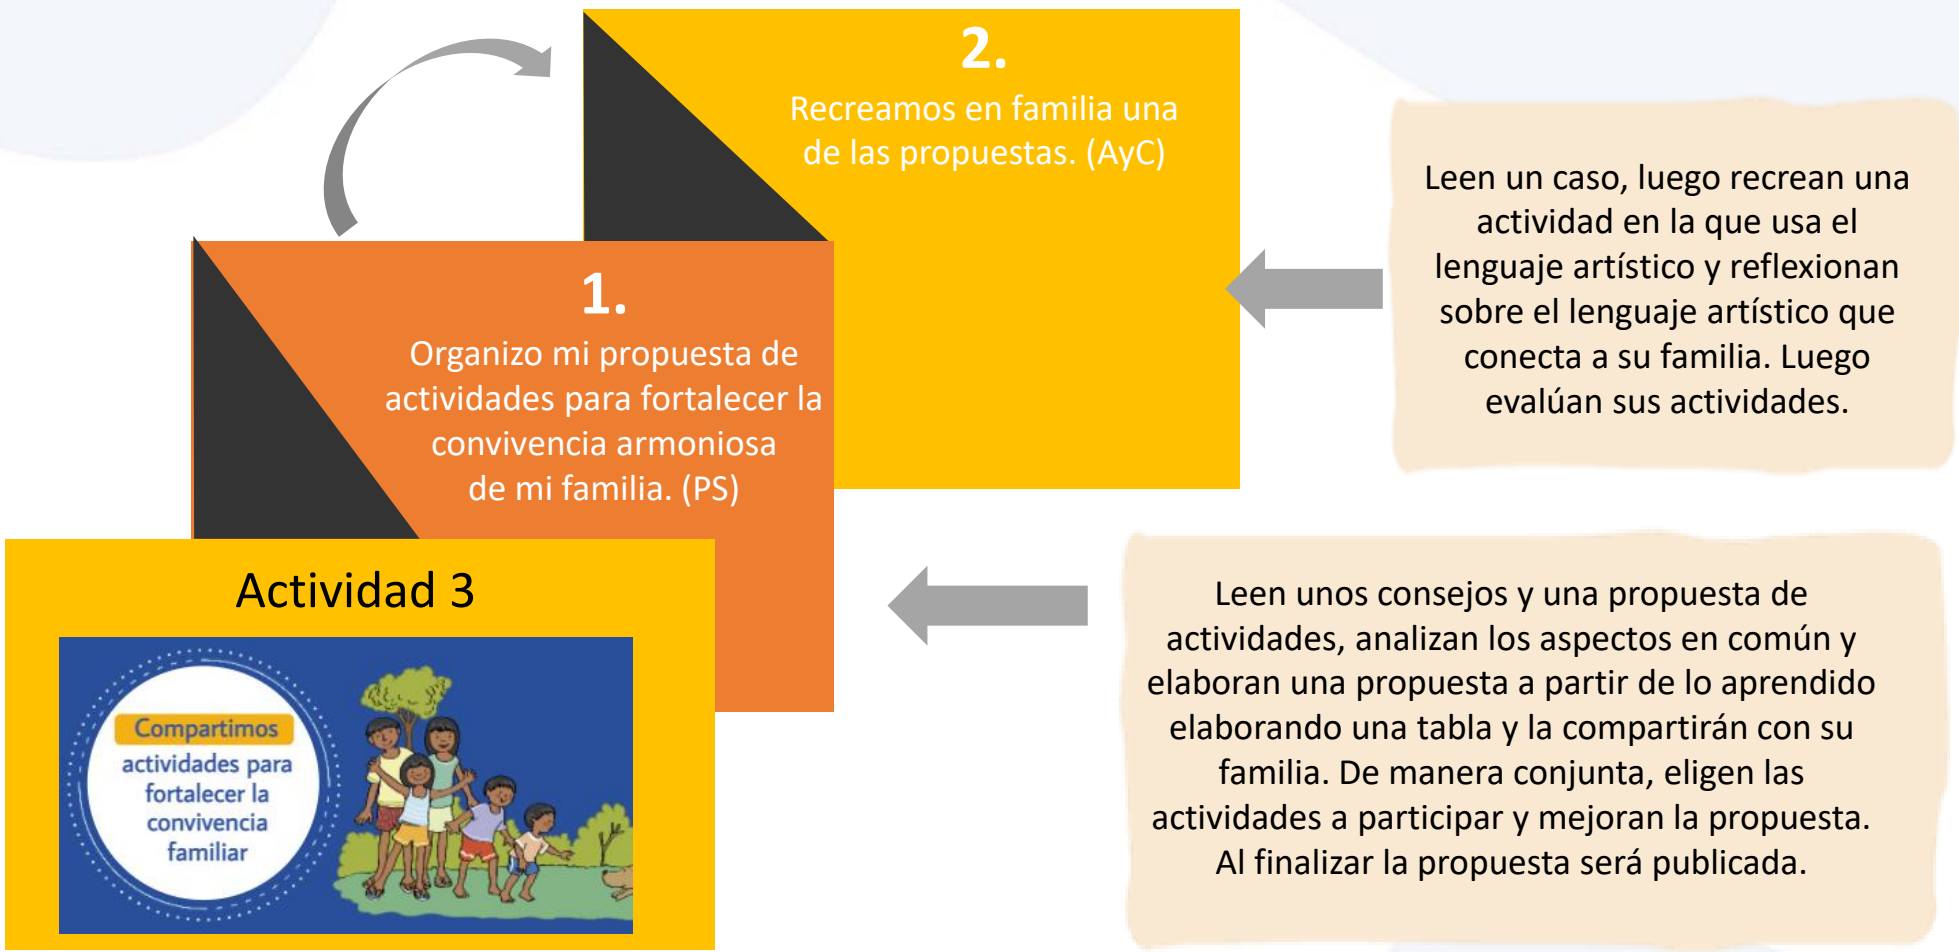 2.
Recreamos en familia una
de las propuestas. (AyC)
Leen un caso, luego recrean una
actividad en la que usa el
lenguaje artístico y reflexionan
sobre el lenguaje artístico que
conecta a su familia. Luego
evalúan sus actividades.
1.
Organizo mi propuesta de
actividades para fortalecer la
convivencia armoniosa
de mi familia. (PS)
Actividad 3
Compartimos
actividades para
fortalecer la
convivencia
familiar
Leen unos consejos y una propuesta de
actividades, analizan los aspectos en común y
elaboran una propuesta a partir de lo aprendido
elaborando una tabla y la compartirán con su
familia. De manera conjunta, eligen las
actividades a participar y mejoran la propuesta.
Al finalizar la propuesta será publicada.